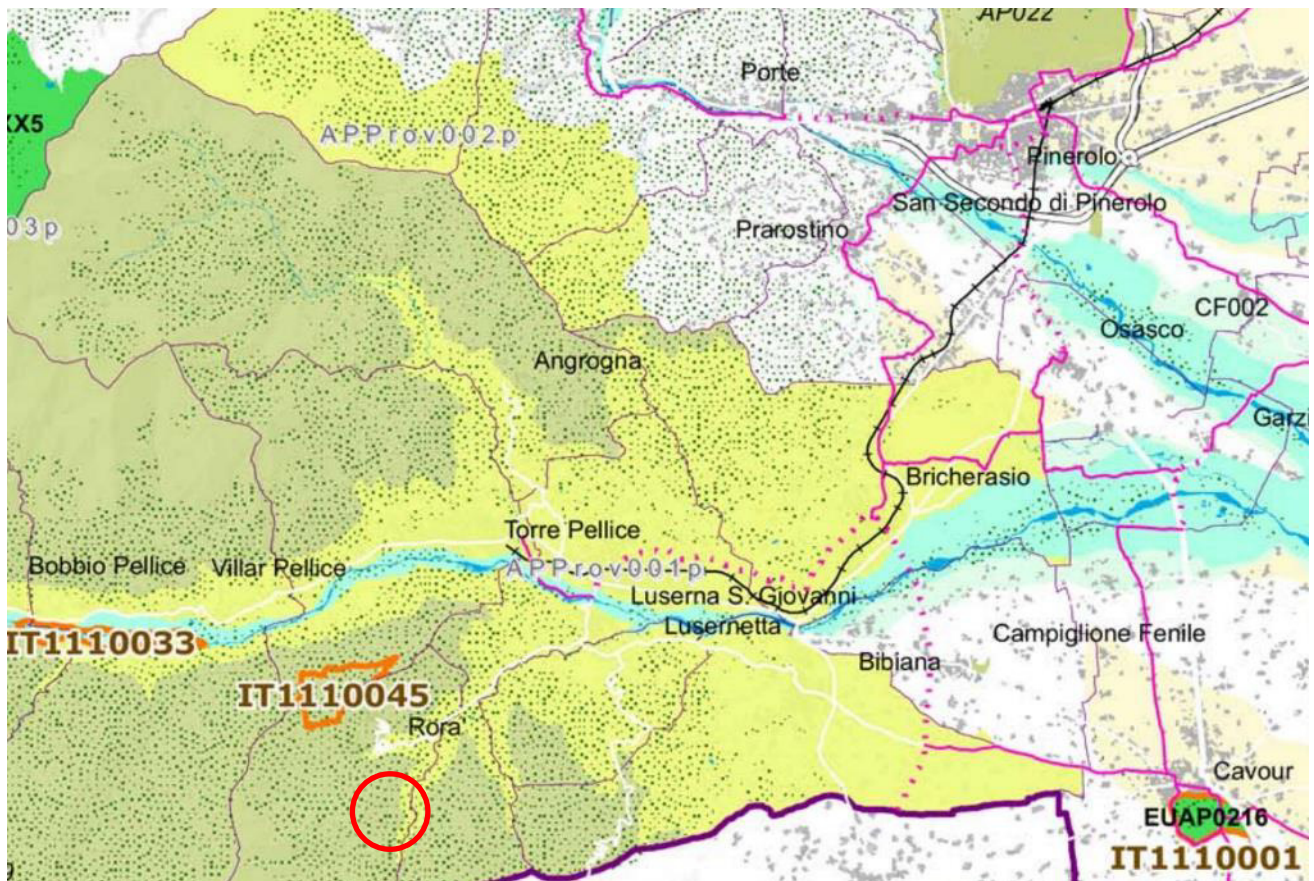 AP022
Porte
XX5
APProv002p
Pinerolo
San Secondo di Pinerolo
03p
Prarostino
CF002
Osasco
Angrogna
Garzi
Bricherasio
Torre Pellice
Bobbio Pellice
Villar Pellice
APProv001p
Luserna S. Giovanni
Lusernetta
Campiglione Fenile
IT1110033
Bibiana
IT1110045
Rora
Cavour
EUAP0216
IT1110001